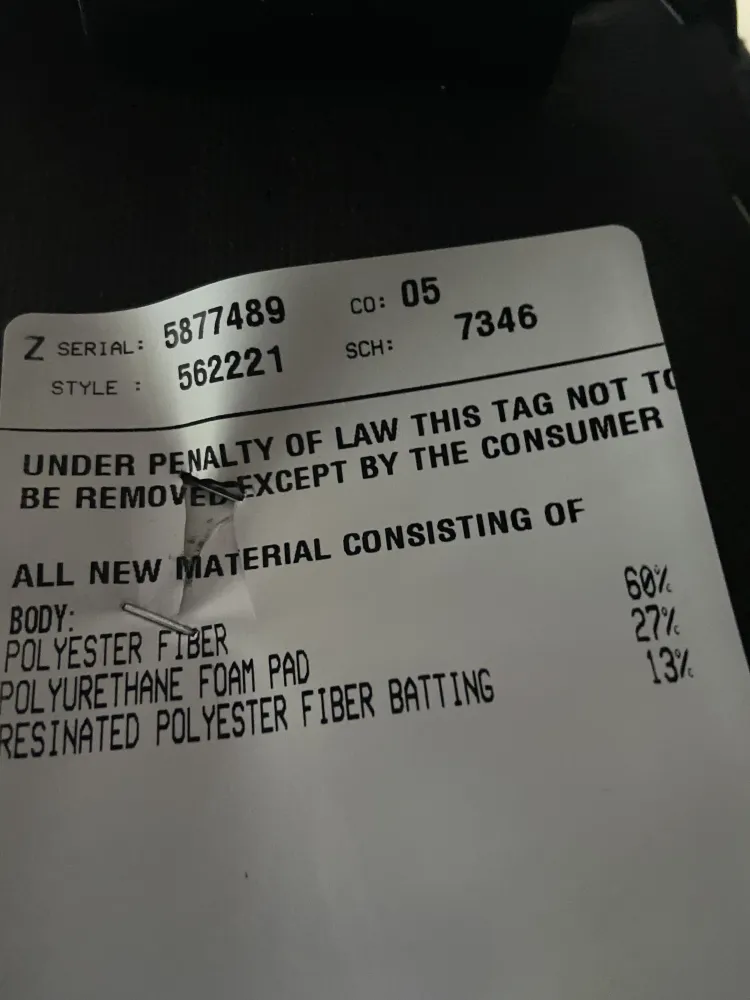 Z SERIAL: 5877489 CO: 05
STYLE : 562221 SCH: 7346
UNDER PENALTY OF LAW THIS TAG NOT TO
BE REMOVED EXCEPT BY THE CONSUMER
ALL NEW MATERIAL CONSISTING OF
BODY:
POLYESTER FIBER 60%
POLYURETHANE FOAM PAD 27%
RESINATED POLYESTER FIBER BATTING 13%